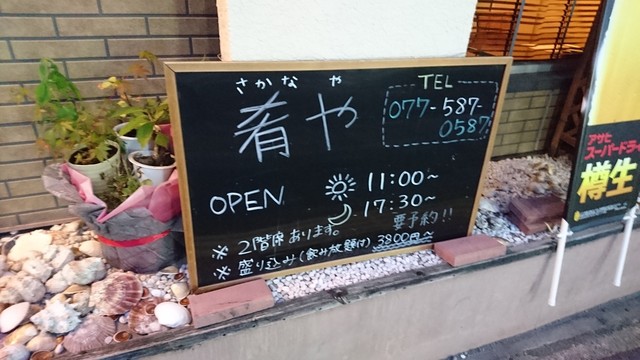 さかな や
肴や
TEL
077-587-
0587
OPEN
11:00〜
17:30〜
要予約!!
※ 2階席あります。
※ 盛り込み(飲み放題付) 3800円〜
アサヒ
スーパードライ
樽生